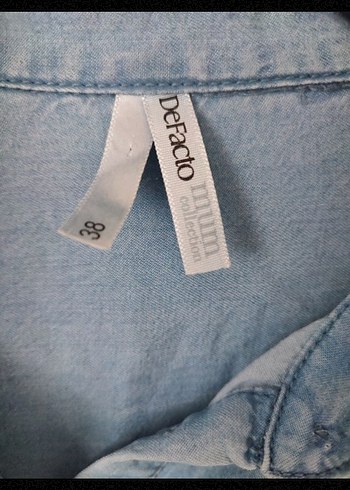 DeFacto
mum
collection
38